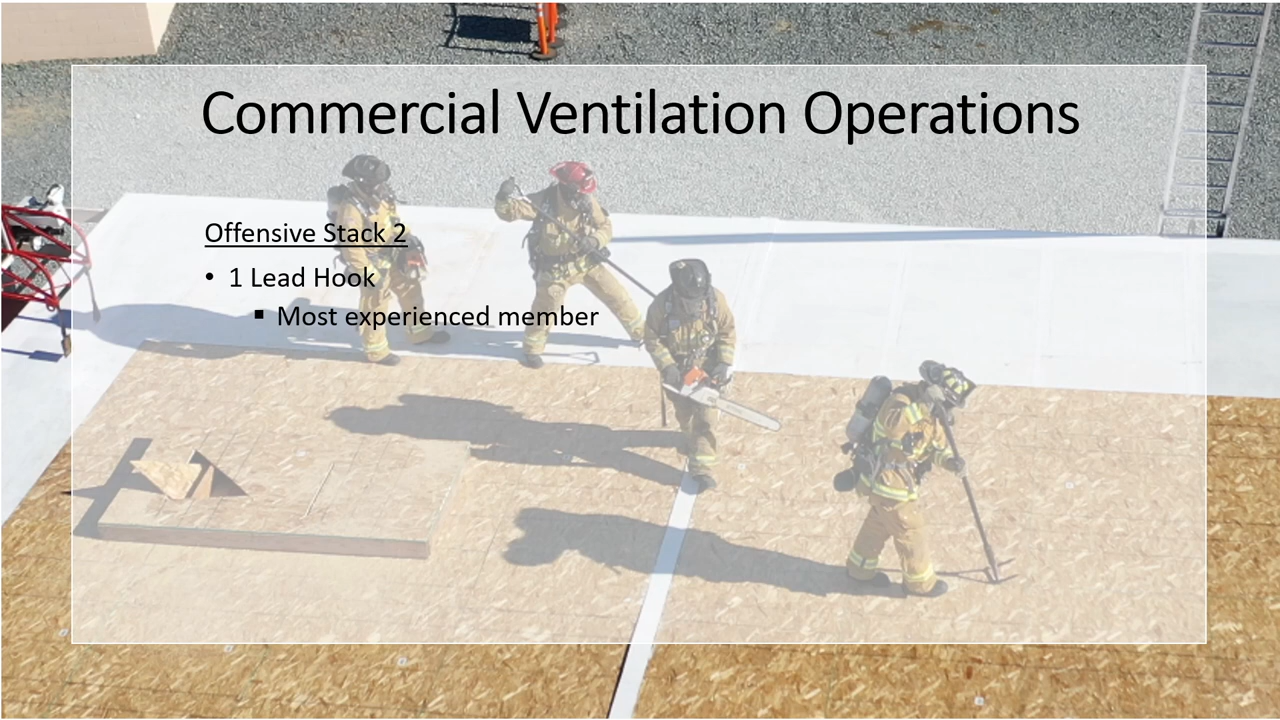 Commercial Ventilation Operations
Offensive Stack 2
• 1 Lead Hook
▪ Most experienced member